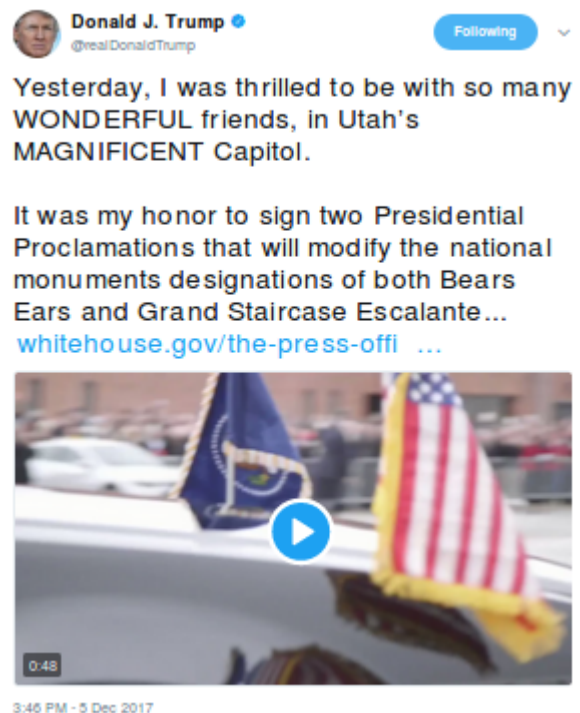 Donald J. Trump
@realDonaldTrump
Following
Yesterday, I was thrilled to be with so many
WONDERFUL friends, in Utah's
MAGNIFICENT Capitol.
It was my honor to sign two Presidential
Proclamations that will modify the national
monuments designations of both Bears
Ears and Grand Staircase Escalante...
whitehouse.gov/the-press-offi ...
0:48
3:46 PM - 5 Dec 2017